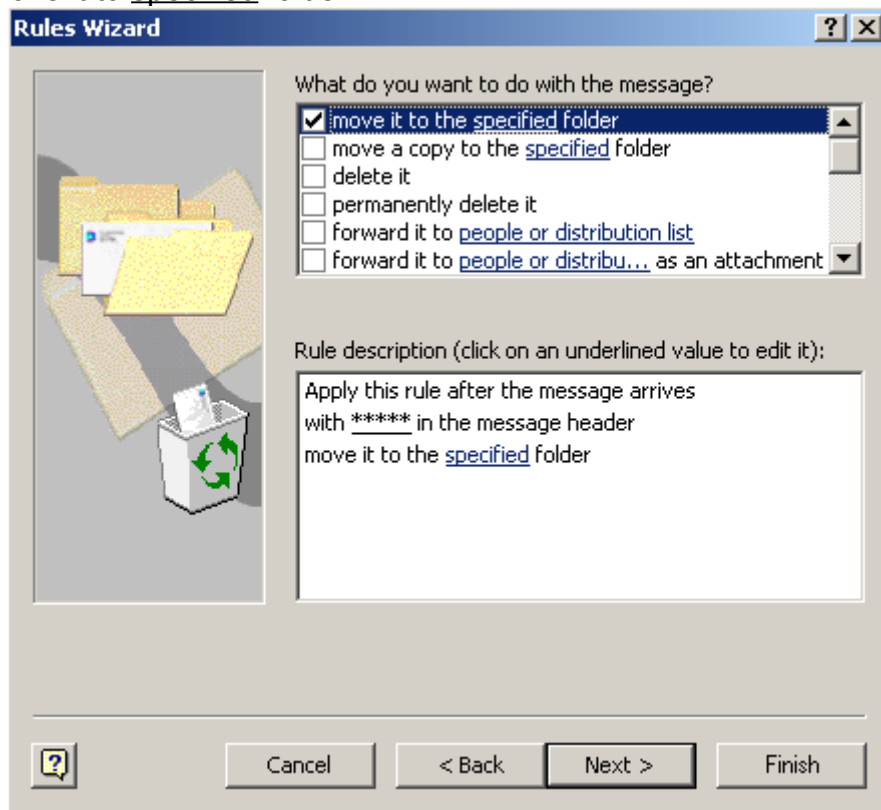 Rules Wizard
What do you want to do with the message?
move it to the specified folder
move a copy to the specified folder
delete it
permanently delete it
forward it to people or distribution list
forward it to people or distribu... as an attachment
Rule description (click on an underlined value to edit it):
Apply this rule after the message arrives
with ***** in the message header
move it to the specified folder
Cancel
< Back
Next >
Finish